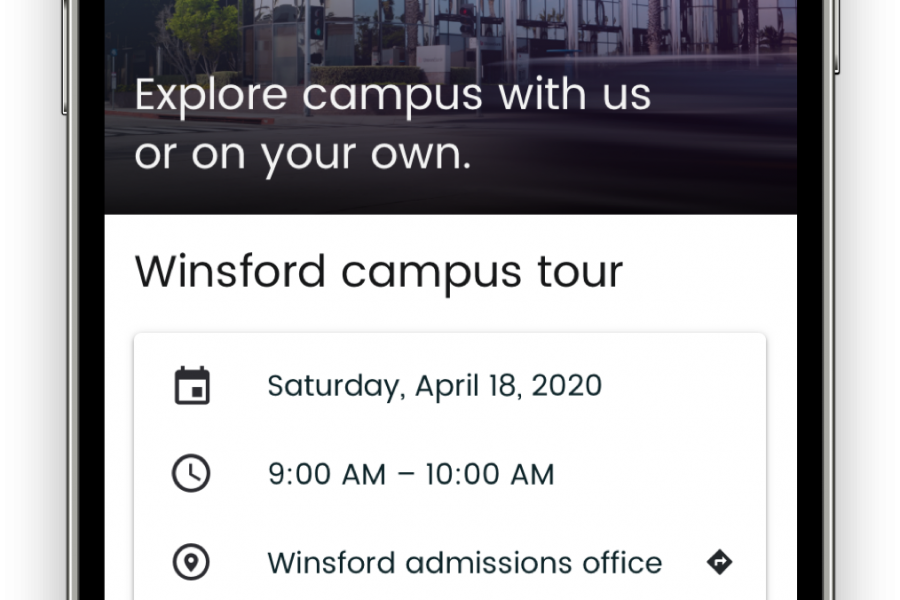 Explore campus with us
or on your own.
Winsford campus tour
Saturday, April 18, 2020
9:00 AM – 10:00 AM
Winsford admissions office